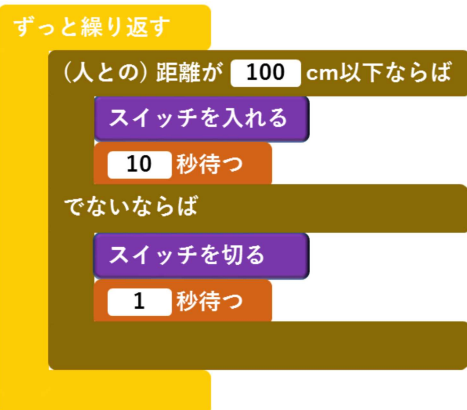 ずっと繰り返す
(人との) 距離が 100 cm以下ならば
スイッチを入れる
10 秒待つ
でないならば
スイッチを切る
1 秒待つ